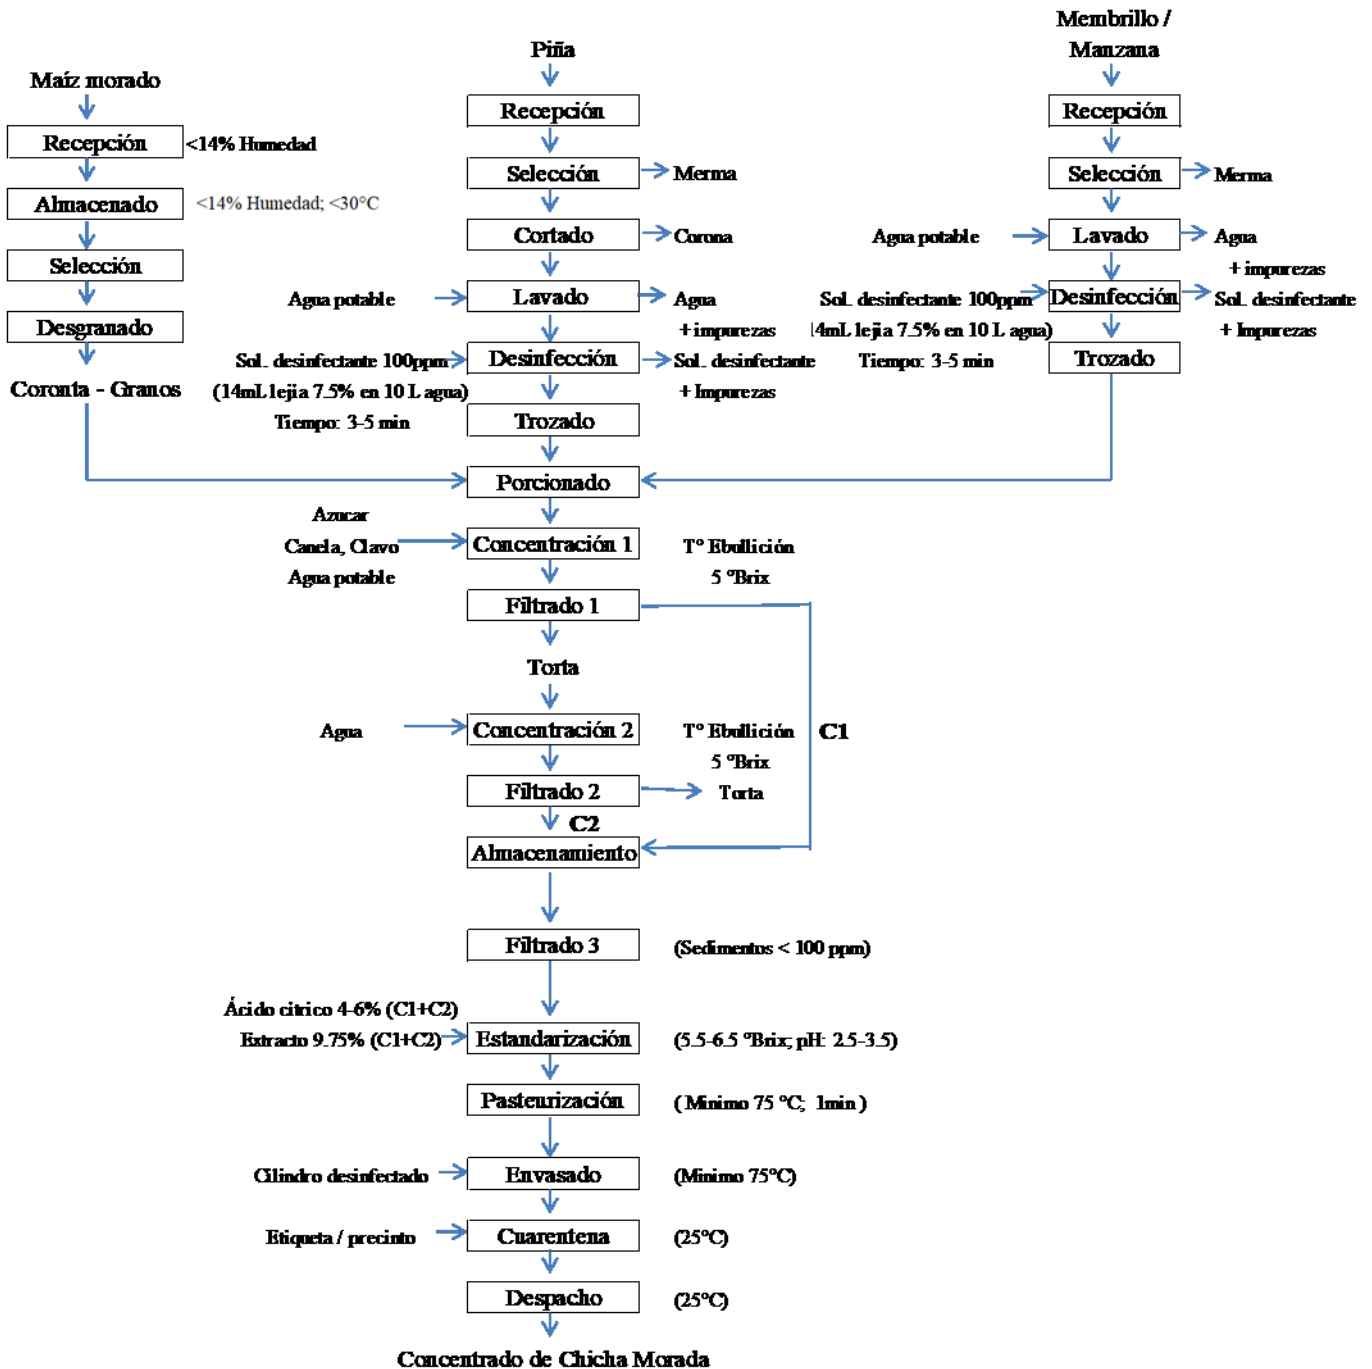 Membrillo /
Manzana
Piña
Maíz morado
Recepción
Recepción
Recepción
<14% Humedad
Selección
Merma
Selección
Merma
Almacenado
<14% Humedad; <30°C
Cortado
Corona
Agua potable
Lavado
Agua
+ impurezas
Selección
Agua potable
Lavado
Agua
+ impurezas
Sol. desinfectante 100ppm
Desinfección
Sol. desinfectante
+ Impurezas
14mL lejia 7.5% en 10 L agua)
Tiempo: 3-5 min
Desgranado
Sol. desinfectante 100ppm
Desinfección
Sol. desinfectante
+ Impurezas
(14mL lejia 7.5% en 10 L agua)
Tiempo: 3-5 min
Trozado
Coronta - Granos
Trozado
Porcionado
Azucar
Canela, Clavo
Agua potable
Concentración 1
T° Ebullición
5 °Brix
Filtrado 1
Torta
Agua
Concentración 2
T° Ebullición
5 °Brix
C1
Filtrado 2
Torta
C2
Almacenamiento
Filtrado 3
(Sedimentos < 100 ppm)
Ácido citrico 4-6% (C1+C2)
Extracto 9.75% (C1+C2)
Estandarización
(5.5-6.5 °Brix; pH: 2.5-3.5)
Pasteurización
( Minimo 75 °C; 1min )
Cilindro desinfectado
Envasado
(Minimo 75°C)
Etiqueta / precinto
Cuarentena
(25°C)
Despacho
(25°C)
Concentrado de Chicha Morada